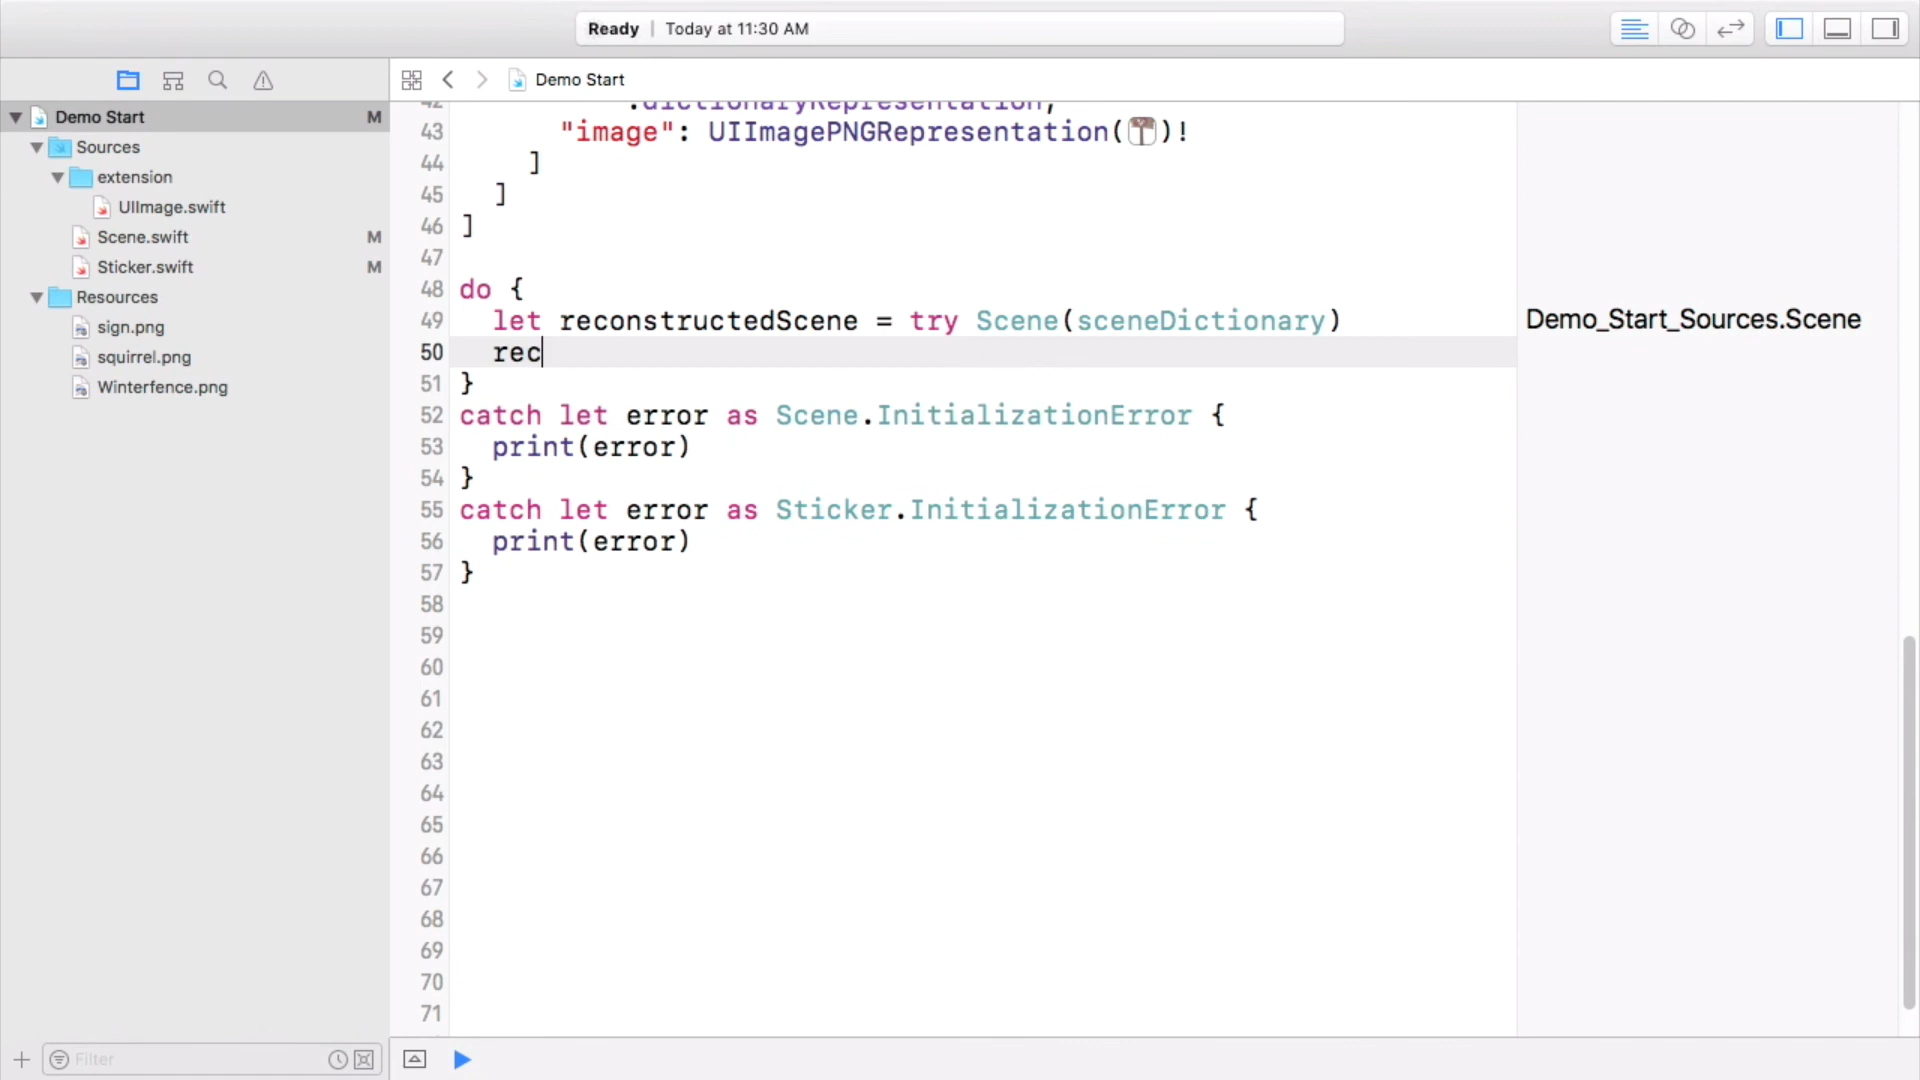 Ready | Today at 11:30 AM
Demo Start
Demo Start M
Sources
extension
UIImage.swift
Scene.swift M
Sticker.swift M
Resources
sign.png
squirrel.png
Winterfence.png
Filter
42 .dictionaryRepresentation,
43 "image": UIImagePNGRepresentation()!
44 ]
45 ]
46 ]
47
48 do {
49 let reconstructedScene = try Scene(sceneDictionary)
50 rec
51 }
52 catch let error as Scene.InitializationError {
53 print(error)
54 }
55 catch let error as Sticker.InitializationError {
56 print(error)
57 }
58
59
60
61
62
63
64
65
66
67
68
69
70
71
Demo_Start_Sources.Scene